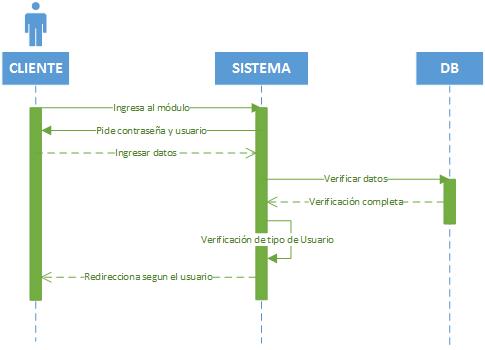 CLIENTE
SISTEMA
DB
Ingresa al módulo
Pide contraseña y usuario
Ingresar datos
Verificar datos
Verificación completa
Verificación de tipo de Usuario
Redirecciona segun el usuario